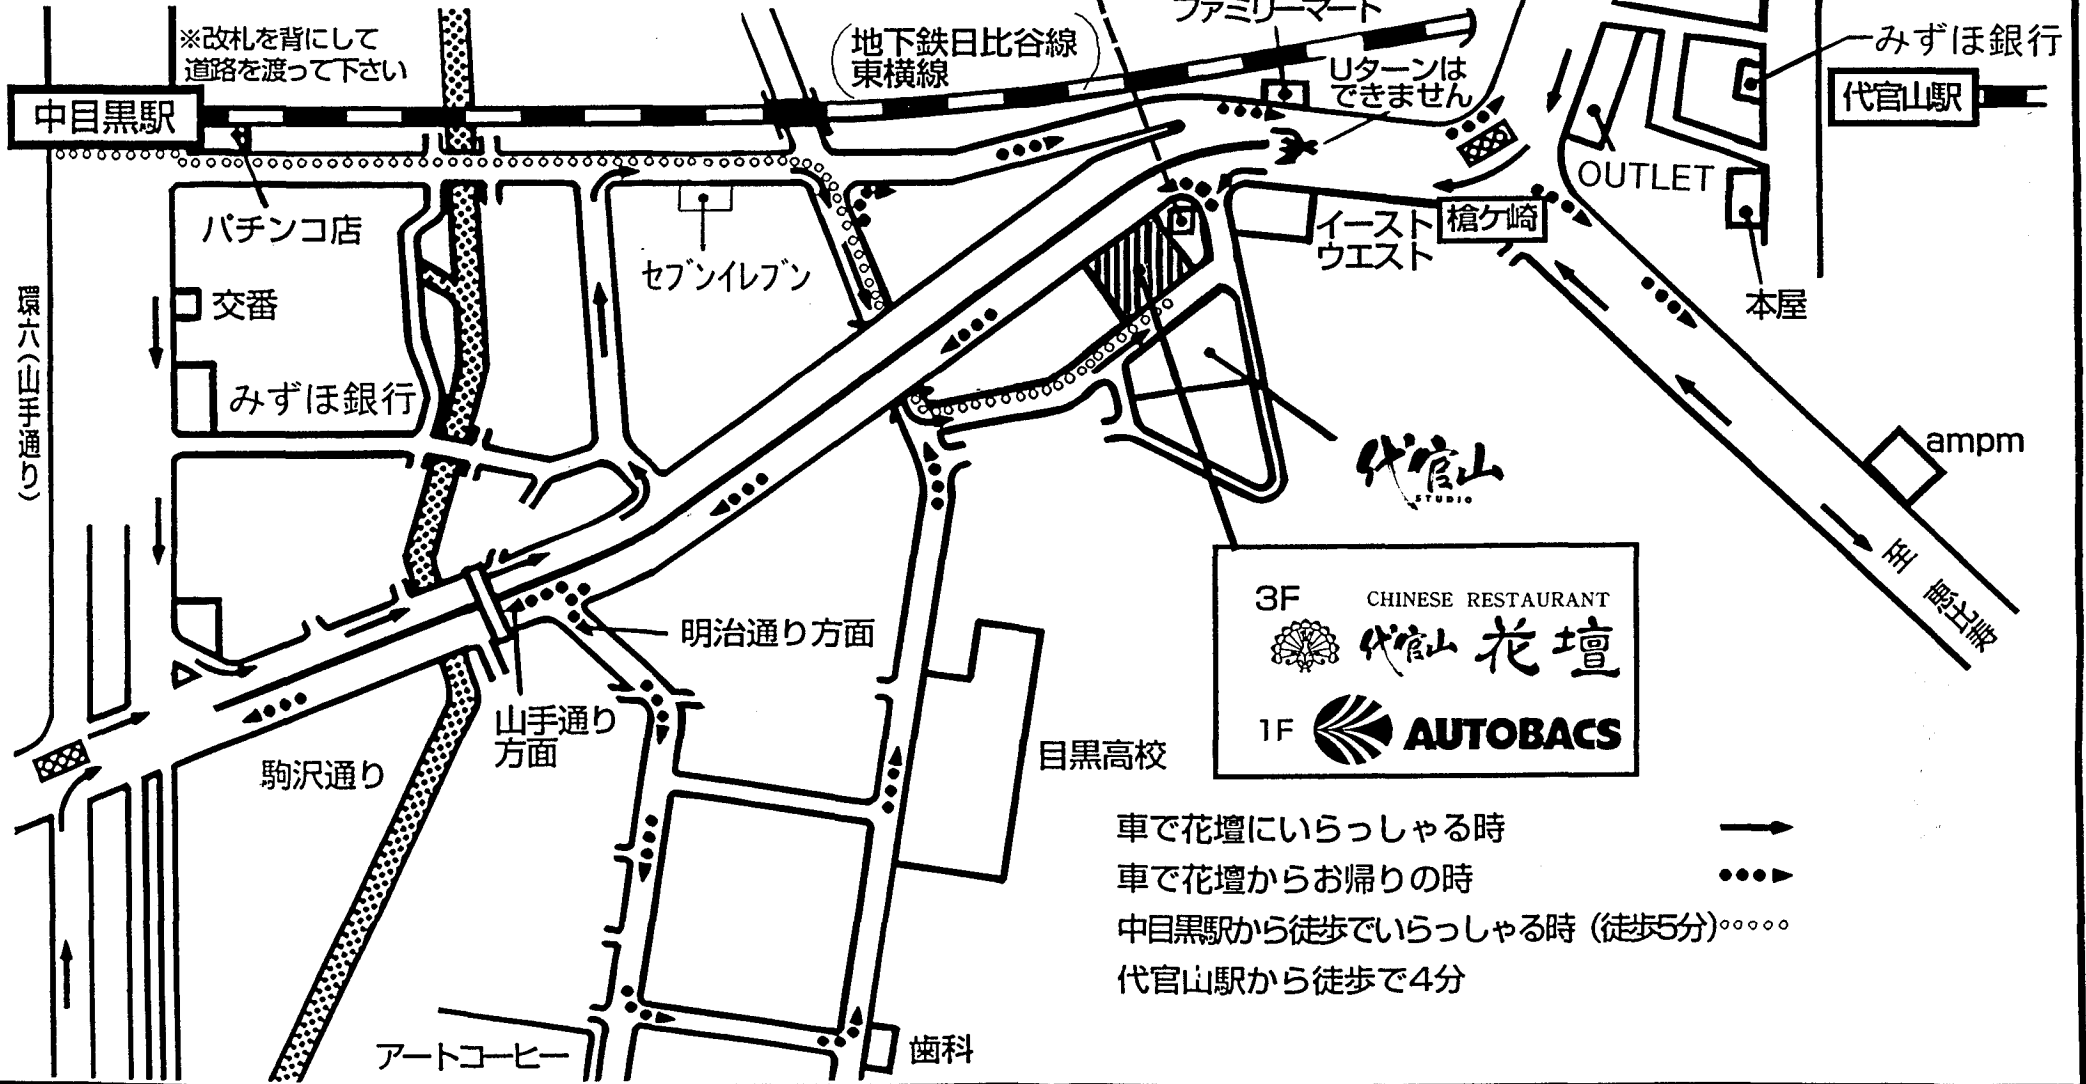 ファミリーマート
※改札を背にして
道路を渡って下さい
地下鉄日比谷線
東横線
Uターンは
できません
みずほ銀行
代官山駅
中目黒駅
OUTLET
パチンコ店
セブンイレブン
イースト
ウエスト
槍ケ崎
本屋
環六(山手通り)
交番
みずほ銀行
ampm
代官山
STUDIO
至 恵比寿
3F
CHINESE RESTAURANT
代官山 花壇
1F AUTOBACS
明治通り方面
山手通り
方面
駒沢通り
目黒高校
車で花壇にいらっしゃる時
車で花壇からお帰りの時
中目黒駅から徒歩でいらっしゃる時(徒歩5分)
代官山駅から徒歩で4分
アートコーヒー
歯科